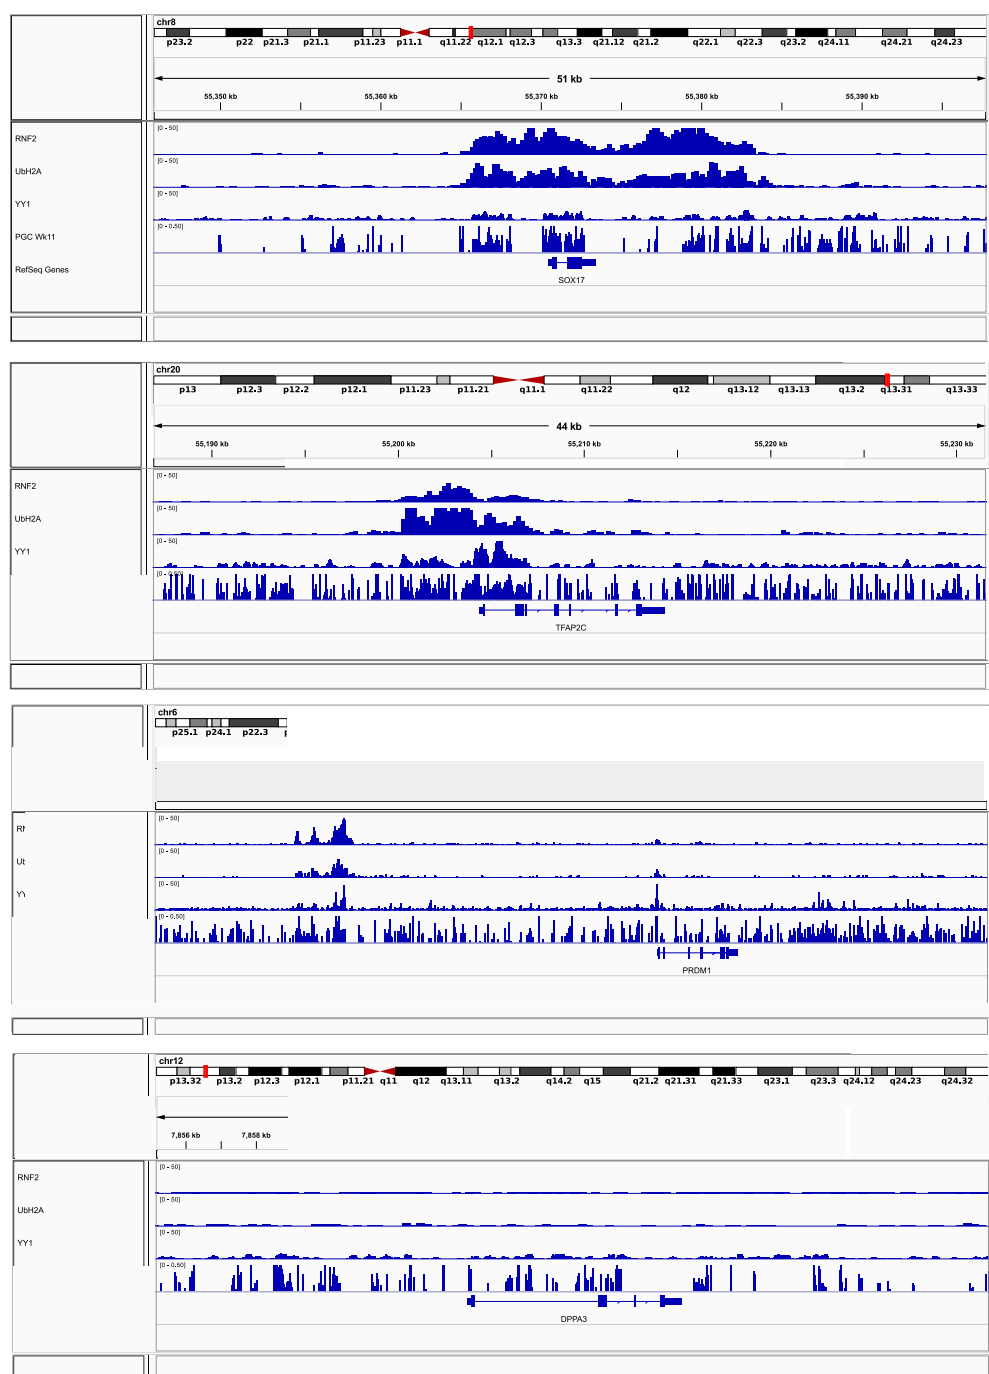 chr8
p23.2 p22 p21.3 p21.1 p11.23 p11.1 q11.22 q12.1 q12.3 q13.3 q21.12 q21.2 q22.1 q22.3 q23.2 q24.11 q24.21 q24.23
51 kb
55,350 kb 55,360 kb 55,370 kb 55,380 kb 55,390 kb
[0 - 50]
RNF2
[0 - 50]
UbH2A
[0 - 50]
YY1
[0 - 0.50]
PGC Wk11
RefSeq Genes
SOX17
chr20
p13 p12.3 p12.2 p12.1 p11.23 p11.21 q11.1 q11.22 q12 q13.12 q13.13 q13.2 q13.31 q13.33
44 kb
55,190 kb 55,200 kb 55,210 kb 55,220 kb 55,230 kb
[0 - 50]
RNF2
[0 - 50]
UbH2A
[0 - 50]
YY1
[0 - 0.50]
TFAP2C
chr6
p25.1 p24.1 p22.3
[0 - 50]
[0 - 50]
[0 - 50]
[0 - 0.50]
PRDM1
chr12
p13.32 p13.2 p12.3 p12.1 p11.21 q11 q12 q13.11 q13.2 q14.2 q15 q21.2 q21.31 q21.33 q23.1 q23.3 q24.12 q24.23 q24.32
7,856 kb 7,858 kb
[0 - 50]
RNF2
[0 - 50]
UbH2A
[0 - 50]
YY1
[0 - 0.50]
DPPA3